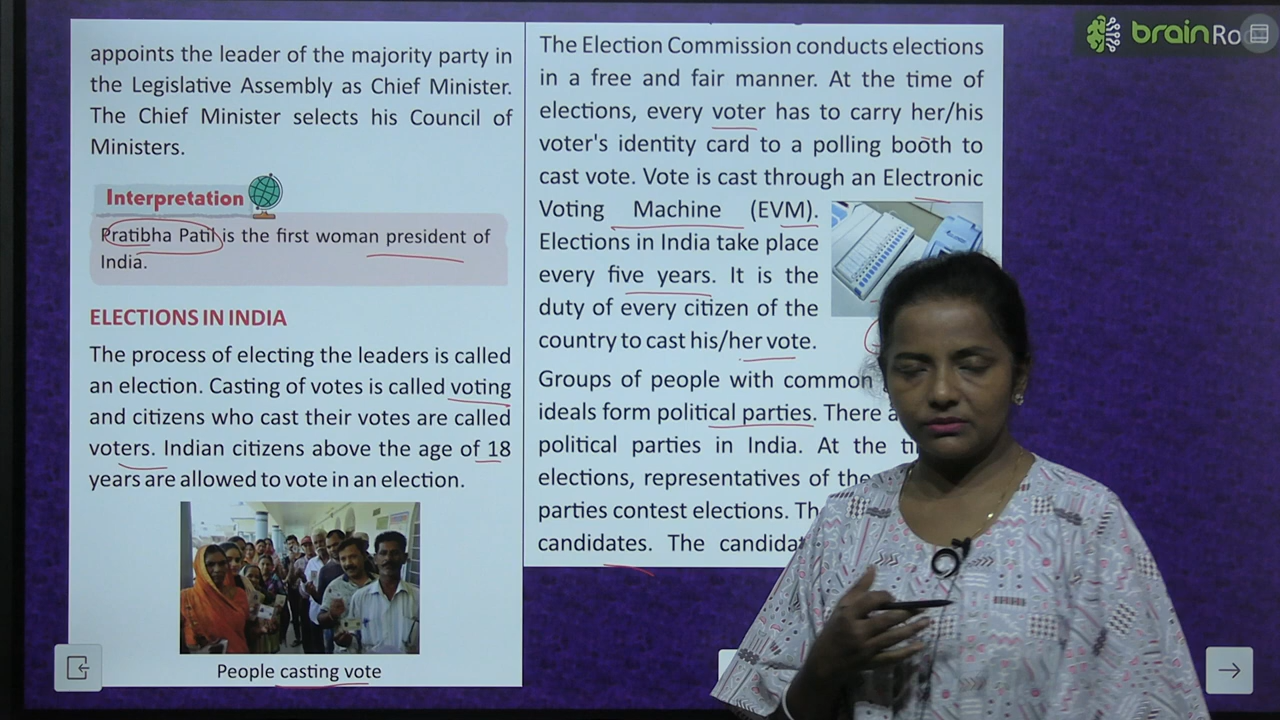 appoints the leader of the majority party in
the Legislative Assembly as Chief Minister.
The Chief Minister selects his Council of
Ministers.
Interpretation
Pratibha Patil is the first woman president of
India.
ELECTIONS IN INDIA
The process of electing the leaders is called
an election. Casting of votes is called voting
and citizens who cast their votes are called
voters. Indian citizens above the age of 18
years are allowed to vote in an election.
People casting vote
The Election Commission conducts elections
in a free and fair manner. At the time of
elections, every voter has to carry her/his
voter's identity card to a polling booth to
cast vote. Vote is cast through an Electronic
Voting Machine (EVM).
Elections in India take place
every five years. It is the
duty of every citizen of the
country to cast his/her vote.
Groups of people with common
ideals form political parties. There
political parties in India. At the
elections, representatives of
parties contest elections.
candidates. The
brain